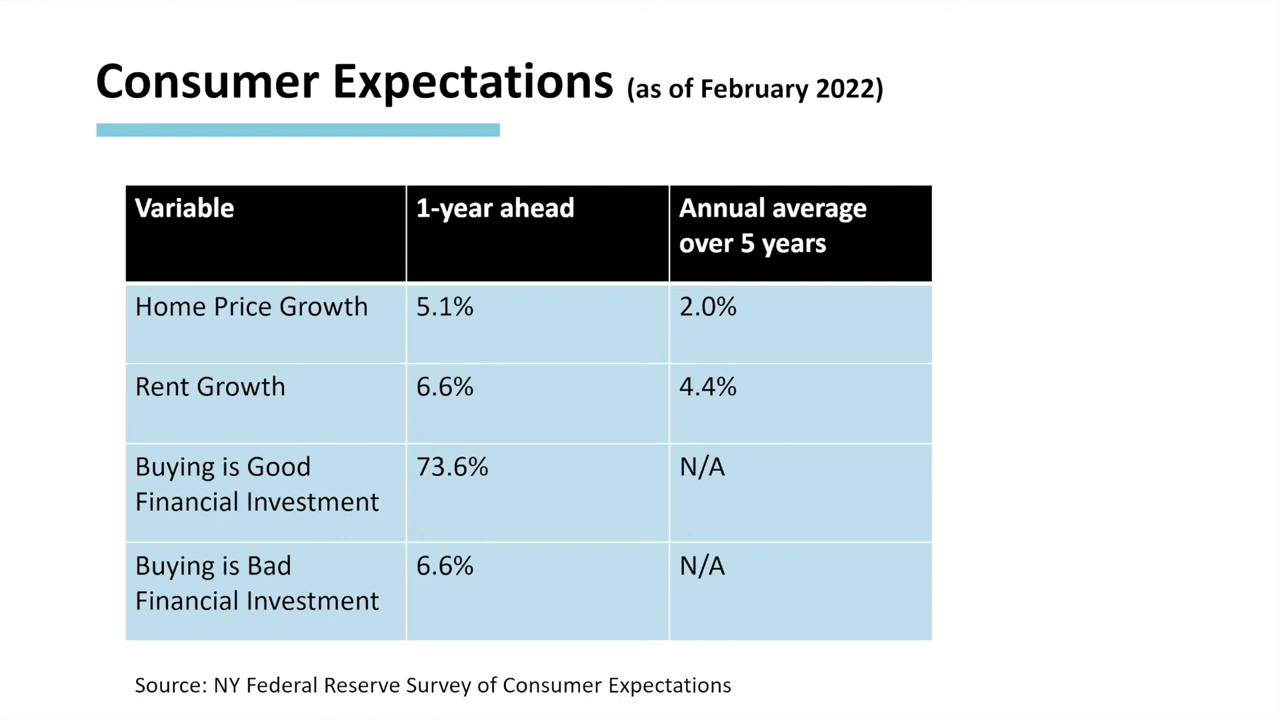 Consumer Expectations (as of February 2022)
Variable 1-year ahead Annual average
over 5 years
Home Price Growth 5.1% 2.0%
Rent Growth 6.6% 4.4%
Buying is Good 73.6% N/A
Financial Investment
Buying is Bad 6.6% N/A
Financial Investment
Source: NY Federal Reserve Survey of Consumer Expectations